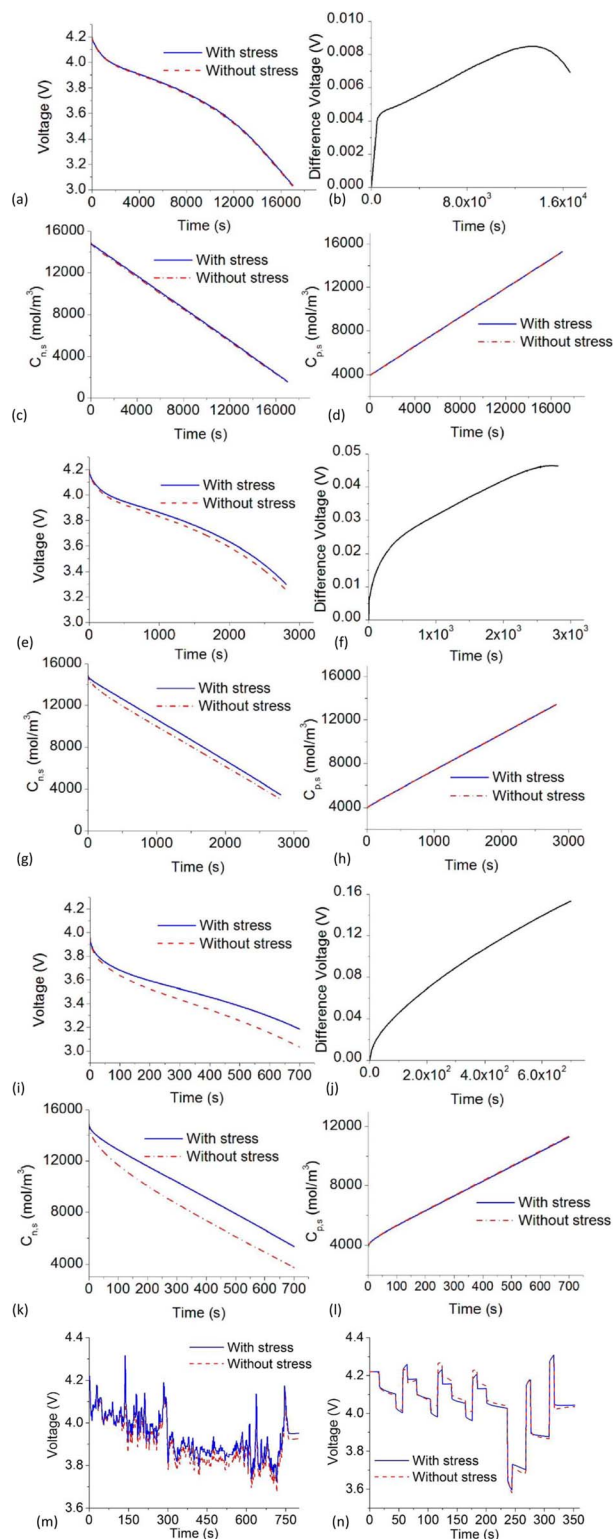 4.2
4.0
3.8
3.6
3.4
3.2
3.0
Voltage (V)
With stress
Without stress
0 4000 8000 12000 16000
(a)
Time (s)
0.010
0.008
0.006
0.004
0.002
0.000
Difference Voltage (V)
0.0 8.0x10³ 1.6x10⁴
(b)
Time (s)
16000
12000
8000
4000
0
Cn,s (mol/m³)
With stress
Without stress
0 4000 8000 12000 16000
(c)
Time (s)
16000
12000
8000
4000
Cp,s (mol/m³)
With stress
Without stress
0 4000 8000 12000 16000
(d)
Time (s)
4.2
4.0
3.8
3.6
3.4
3.2
3.0
Voltage (V)
With stress
Without stress
0 1000 2000 3000
(e)
Time (s)
0.05
0.04
0.03
0.02
0.01
0.00
Difference Voltage (V)
0 1x10³ 2x10³ 3x10³
(f)
Time (s)
16000
12000
8000
4000
0
Cn,s (mol/m³)
With stress
Without stress
0 1000 2000 3000
(g)
Time (s)
16000
12000
8000
4000
Cp,s (mol/m³)
With stress
Without stress
0 1000 2000 3000
(h)
Time (s)
4.2
4.0
3.8
3.6
3.4
3.2
3.0
Voltage (V)
With stress
Without stress
0 100 200 300 400 500 600 700
(i)
Time (s)
0.16
0.12
0.08
0.04
0.00
Difference Voltage (V)
0.0 2.0x10² 4.0x10² 6.0x10²
(j)
Time (s)
16000
12000
8000
4000
Cn,s (mol/m³)
With stress
Without stress
0 100 200 300 400 500 600 700
(k)
Time (s)
12000
8000
4000
0
Cp,s (mol/m³)
With stress
Without stress
0 100 200 300 400 500 600 700
(l)
Time (s)
4.4
4.2
4.0
3.8
3.6
Voltage (V)
With stress
Without stress
0 150 300 450 600 750
(m)
Time (s)
4.4
4.2
4.0
3.8
3.6
Voltage (V)
With stress
Without stress
0 50 100 150 200 250 300 350
(n)
Time (s)